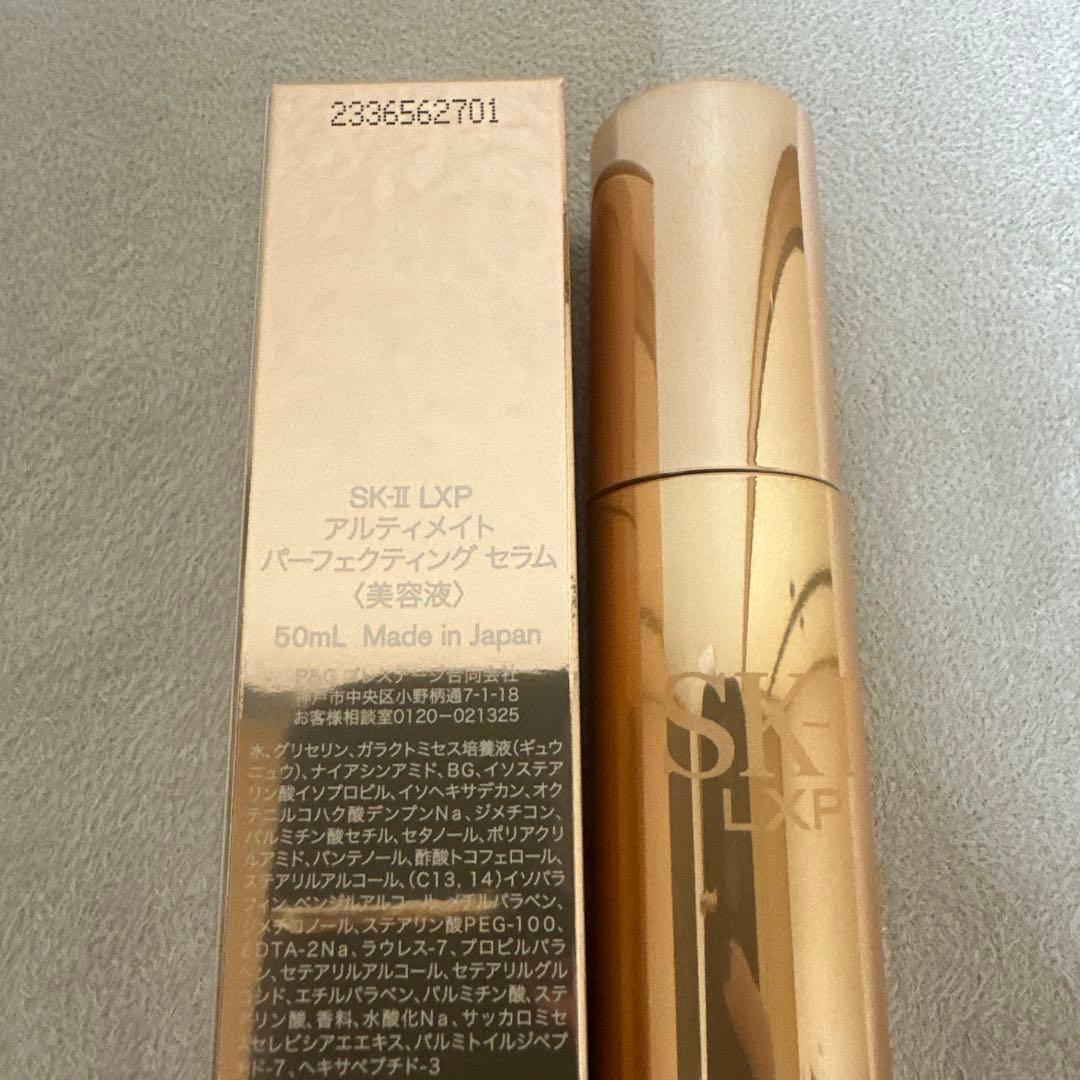 2336562701
SK-II LXP
アルティメイト
パーフェクティング セラム
〈美容液〉
50mL Made in Japan
P&Gプレステージ合同会社
神戸市中央区小野柄通7-1-18
お客様相談室0120-021325
水、グリセリン、ガラクトミセス培養液(ギュウ
ニュウ)、ナイアシンアミド、BG、イソステア
リン酸イソプロピル、イソヘキサデカン、オク
テニルコハク酸デンプンNa、ジメチコン、
パルミチン酸セチル、セタノール、ポリアクリ
ルアミド、パンテノール、酢酸トコフェロール、
ステアリルアルコール、(C13, 14)イソパラ
フィン、ベンジルアルコール、メチルパラベン、
ジメチコノール、ステアリン酸PEG-100、
EDTA-2Na、ラウレス-7、プロピルパラ
ベン、セテアリルアルコール、セテアリルグル
コシド、エチルパラベン、パルミチン酸、ステ
アリン酸、香料、水酸化Na、サッカロミセ
スセレビシアエエキス、パルミトイルジペプ
チド-7、ヘキサペプチド-3
SK-I
LXP